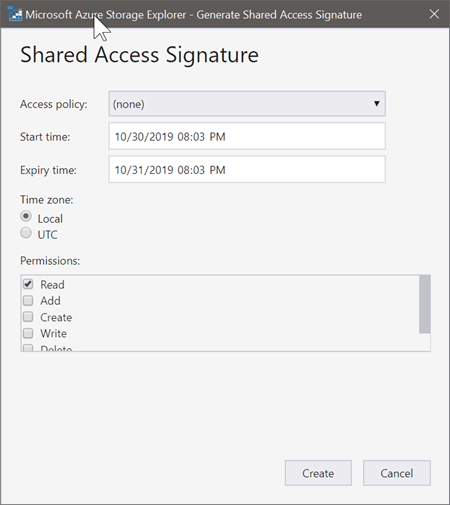 Microsoft Azure Storage Explorer - Generate Shared Access Signature
Shared Access Signature
Access policy: (none)
Start time: 10/30/2019 08:03 PM
Expiry time: 10/31/2019 08:03 PM
Time zone:
Local
UTC
Permissions:
Read
Add
Create
Write
Delete
Create Cancel